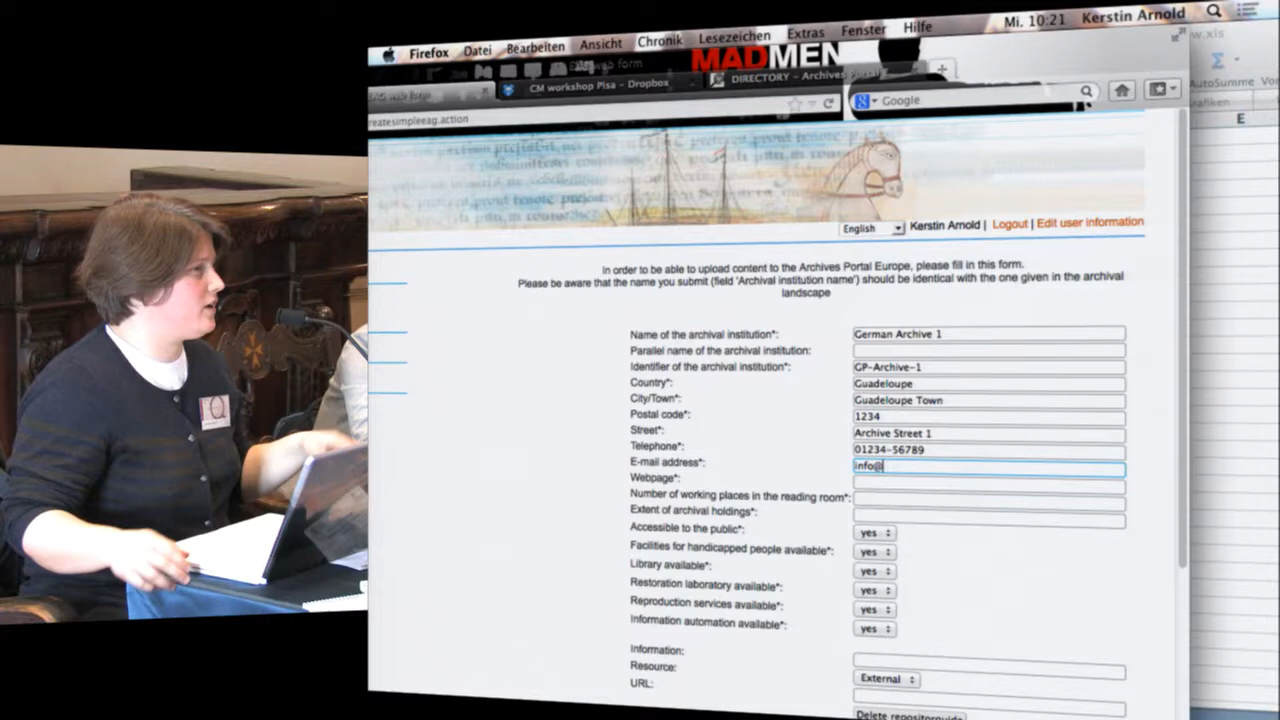 Firefox Datei Bearbeiten Ansicht Chronik Lesezeichen Extras Fenster Hilfe Mi. 10:21 Kerstin Arnold
MADMEN
web form
w.xls
CM workshop Pisa - Dropbox
DIRECTORY - Archives Portal
AutoSumme
Google
createsimpleeag.action
E
English Kerstin Arnold | Logout | Edit user information
In order to be able to upload content to the Archives Portal Europe, please fill in this form.
Please be aware that the name you submit (field 'Archival institution name') should be identical with the one given in the archival
landscape
Name of the archival institution*: German Archive 1
Parallel name of the archival institution:
Identifier of the archival institution*: GP-Archive-1
Country*: Guadeloupe
City/Town*: Guadeloupe Town
Postal code*: 1234
Street*: Archive Street 1
Telephone*: 01234-56789
E-mail address*: info@
Webpage*:
Number of working places in the reading room*:
Extent of archival holdings*:
Accessible to the public*: yes
Facilities for handicapped people available*: yes
Library available*: yes
Restoration laboratory available*: yes
Reproduction services available*: yes
Information automation available*: yes
Information:
Resource: External
URL:
Delete repositorguide